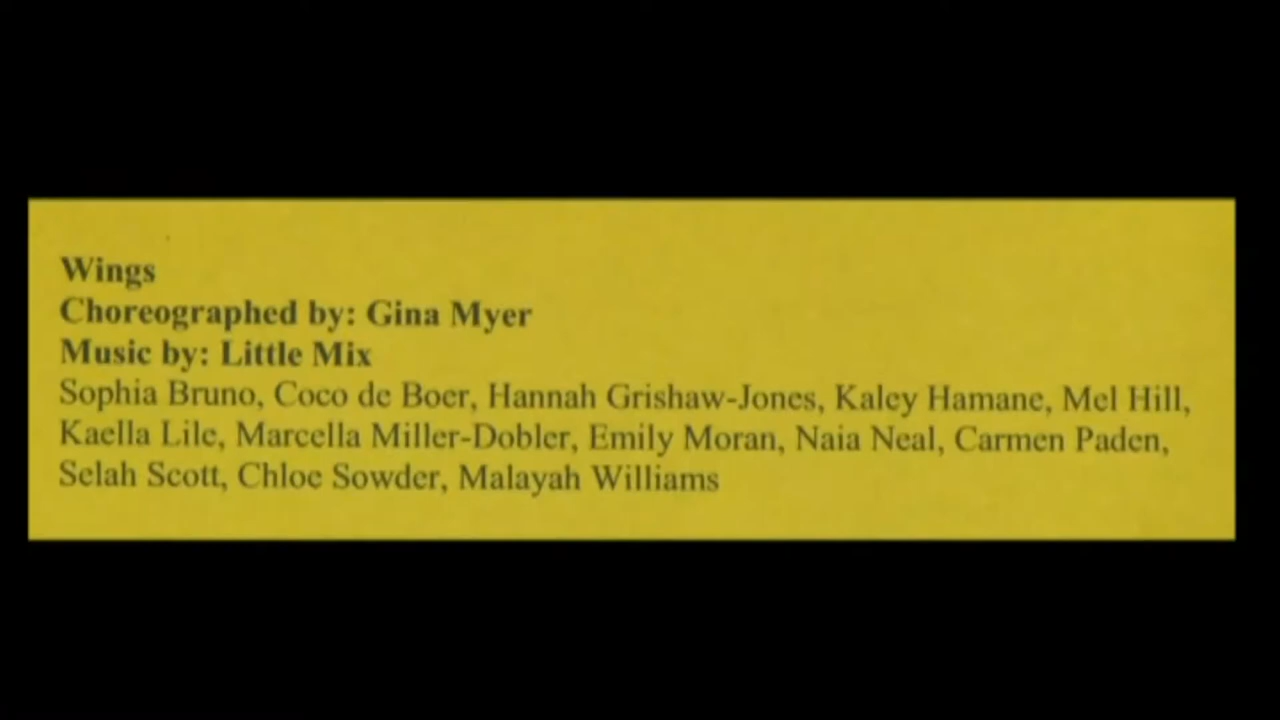 Wings
Choreographed by: Gina Myer
Music by: Little Mix
Sophia Bruno, Coco de Boer, Hannah Grishaw-Jones, Kaley Hamane, Mel Hill,
Kaella Lile, Marcella Miller-Dobler, Emily Moran, Naia Neal, Carmen Paden,
Selah Scott, Chloe Sowder, Malayah Williams